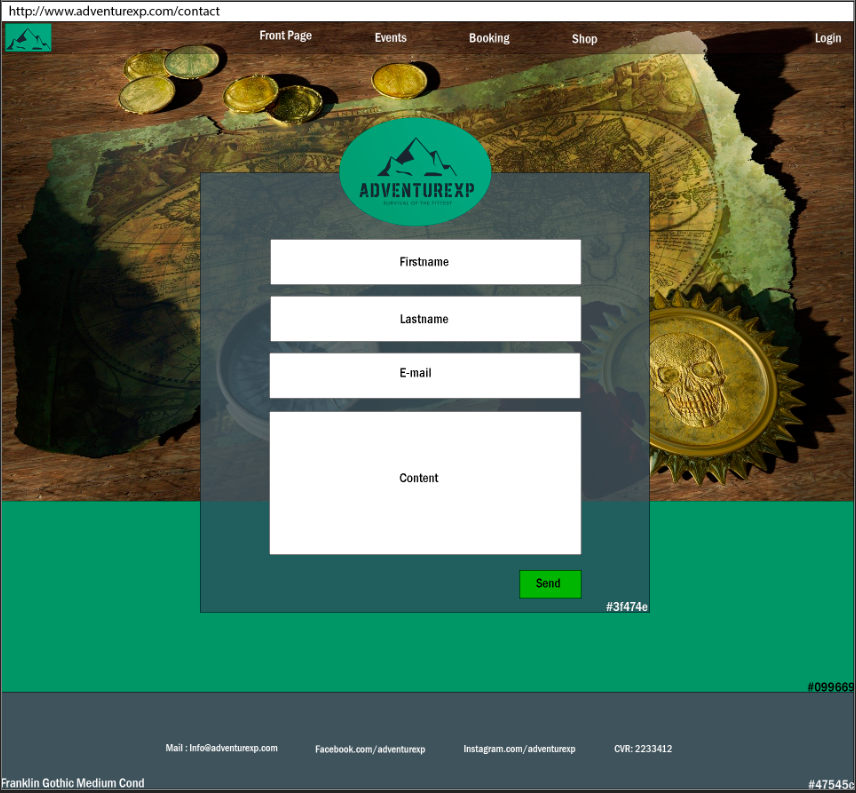 http://www.adventurexp.com/contact
Front Page Events Booking Shop Login
ADVENTUREXP
SURVIVAL OF THE FITTEST
Firstname
Lastname
E-mail
Content
Send
#3f474e
#099669
Mail : Info@adventurexp.com Facebook.com/adventurexp Instagram.com/adventurexp CVR: 2233412
Franklin Gothic Medium Cond
#47545c